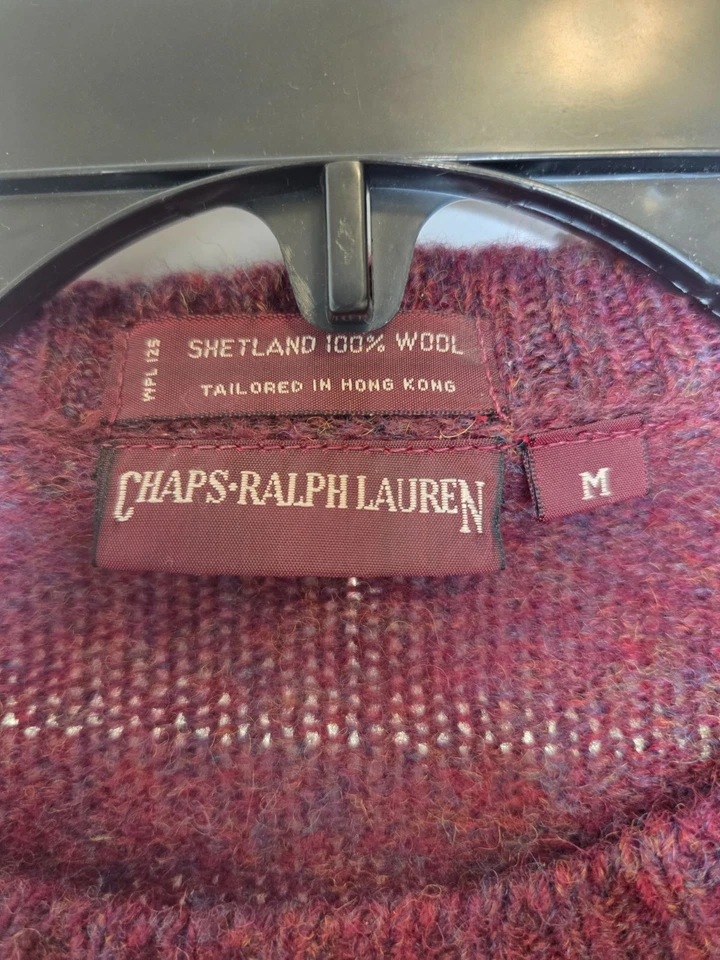 WPL 125
SHETLAND 100% WOOL
TAILORED IN HONG KONG
CHAPS•RALPH LAUREN
M